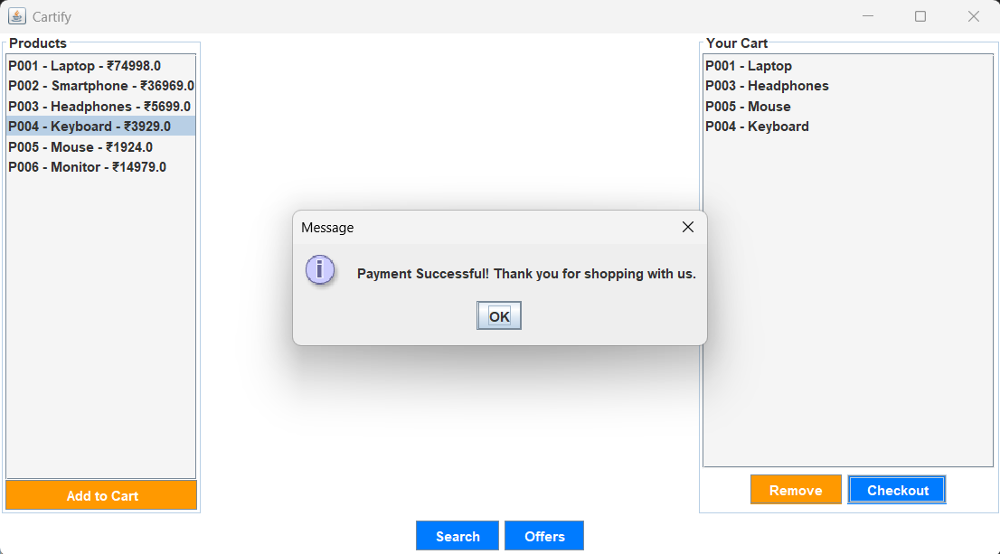 Cartify
Products
P001 - Laptop - ₹74998.0
P002 - Smartphone - ₹36969.0
P003 - Headphones - ₹5699.0
P004 - Keyboard - ₹3929.0
P005 - Mouse - ₹1924.0
P006 - Monitor - ₹14979.0
Add to Cart
Message
i
Payment Successful! Thank you for shopping with us.
OK
Your Cart
P001 - Laptop
P003 - Headphones
P005 - Mouse
P004 - Keyboard
Remove
Checkout
Search
Offers